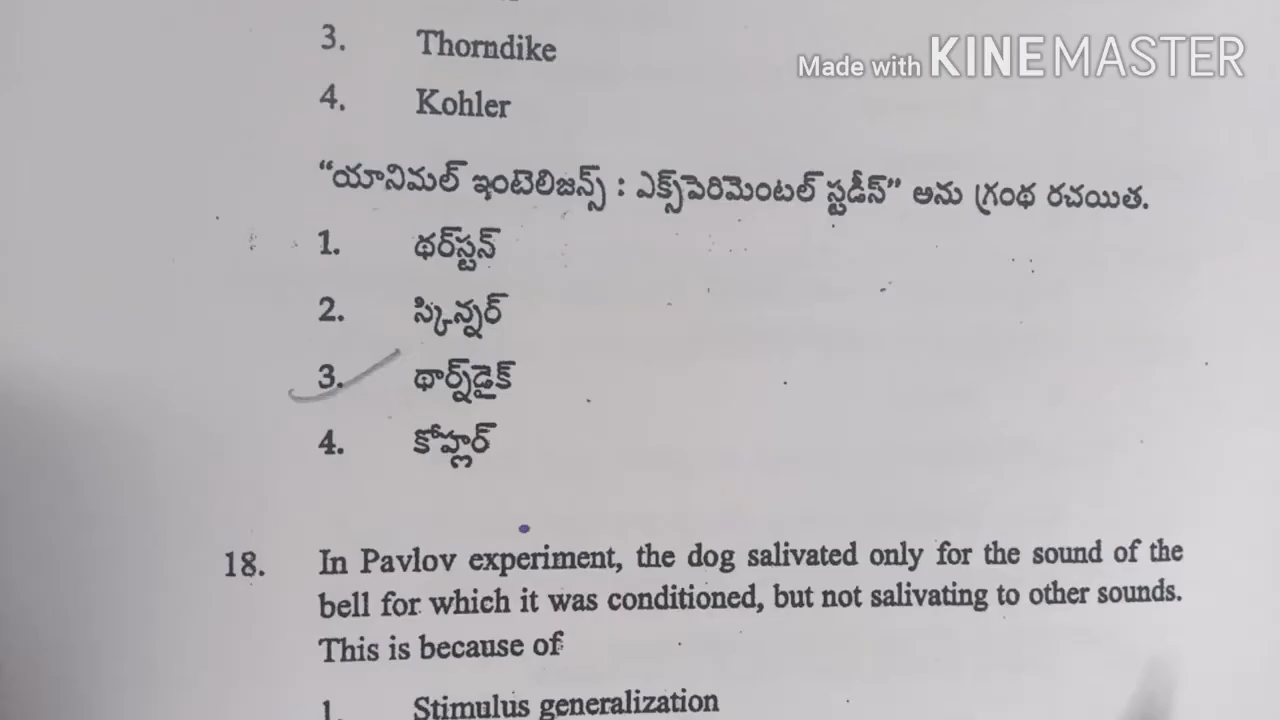 3. Thorndike
Made with KINEMASTER
4. Kohler
“యానిమల్ ఇంటెలిజన్స్ : ఎక్స్‌పెరిమెంటల్ స్టడీస్” అను గ్రంథ రచయిత.
1. థర్‌స్టన్
2. స్కిన్నర్
3. థార్న్‌డైక్
4. కోహ్లర్
18. In Pavlov experiment, the dog salivated only for the sound of the
bell for which it was conditioned, but not salivating to other sounds.
This is because of
1. Stimulus generalization